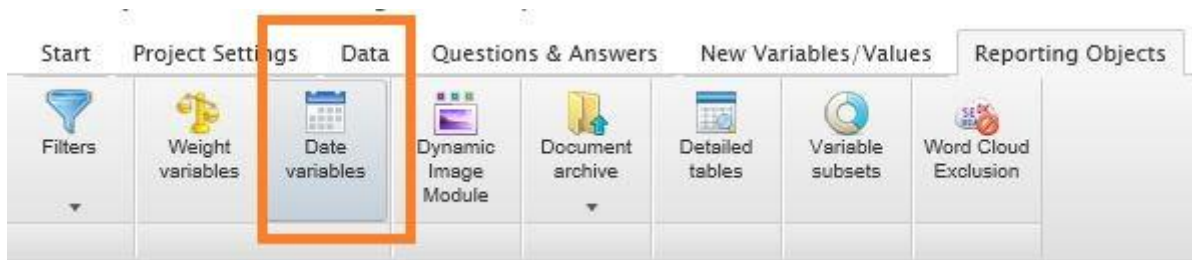 Start Project Settings Data Questions & Answers New Variables/Values Reporting Objects
Filters Weight Date Dynamic Document Detailed Variable Word Cloud
variables variables Image archive tables subsets Exclusion
Module